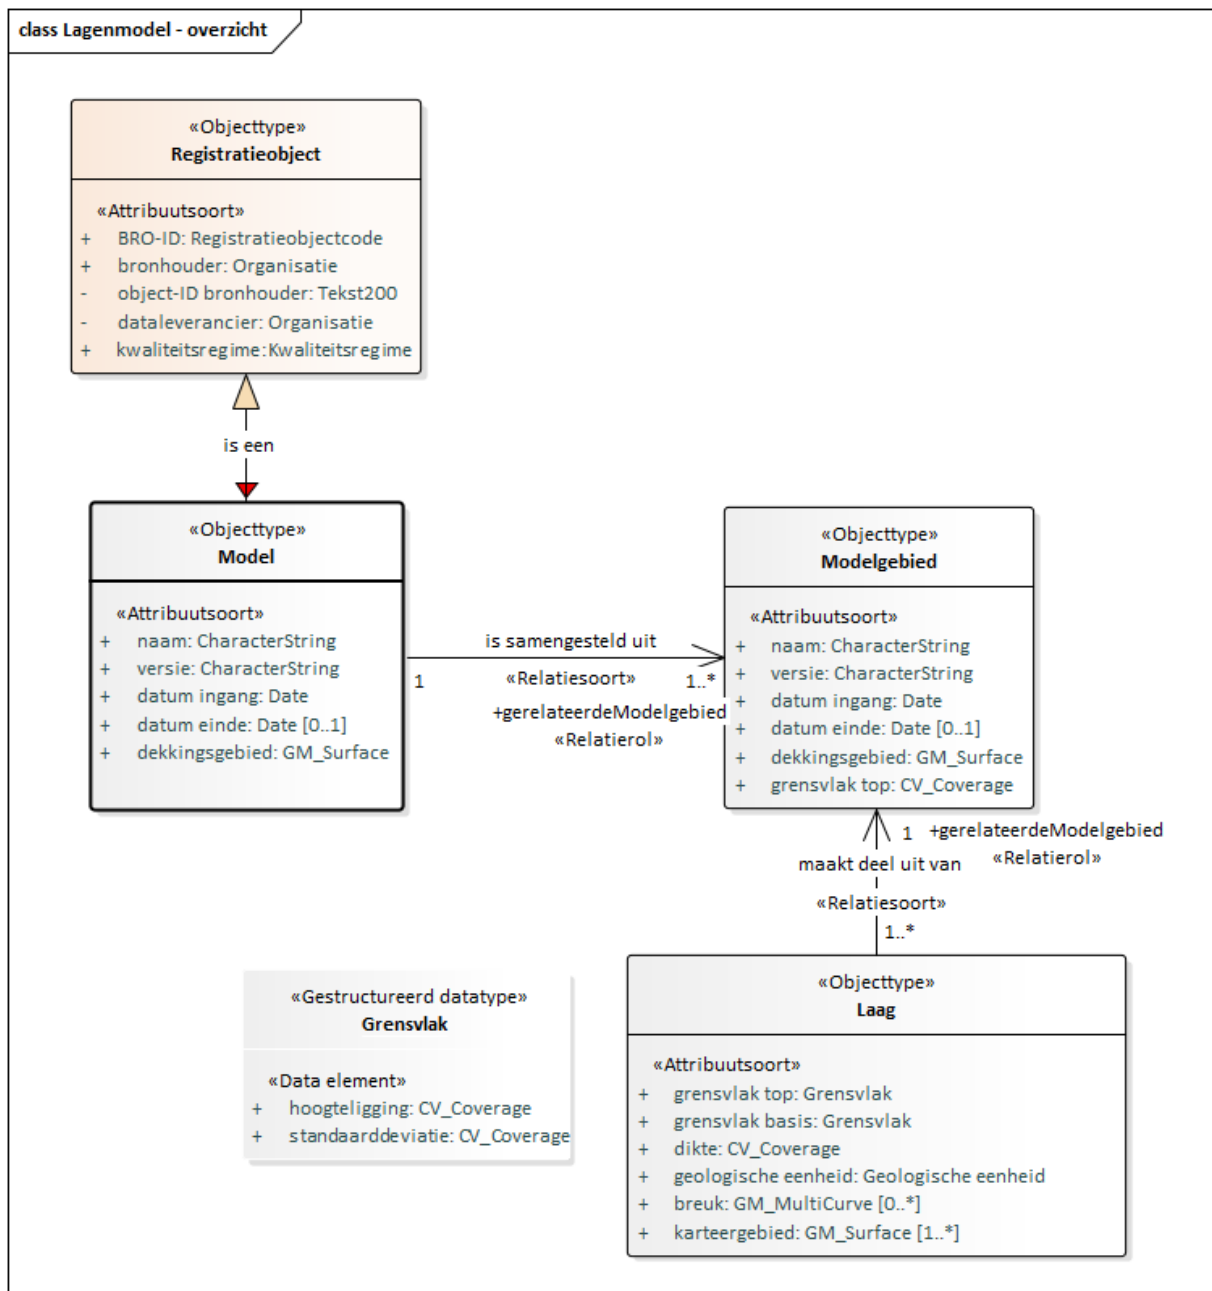 class Lagenmodel - overzicht
«Objecttype»
Registratieobject
«Attribuutsoort»
+ BRO-ID: Registratieobjectcode
+ bronhouder: Organisatie
- object-ID bronhouder: Tekst200
- dataleverancier: Organisatie
+ kwaliteitsregime:Kwaliteitsregime
is een
«Objecttype»
Model
«Attribuutsoort»
+ naam: CharacterString
+ versie: CharacterString
+ datum ingang: Date
+ datum einde: Date [0..1]
+ dekkingsgebied: GM_Surface
is samengesteld uit
1
«Relatiesoort»
1..*
+gerelateerdeModelgebied
«Relatierol»
«Objecttype»
Modelgebied
«Attribuutsoort»
+ naam: CharacterString
+ versie: CharacterString
+ datum ingang: Date
+ datum einde: Date [0..1]
+ dekkingsgebied: GM_Surface
+ grensvlak top: CV_Coverage
1
+gerelateerdeModelgebied
«Relatierol»
maakt deel uit van
«Relatiesoort»
1..*
«Gestructureerd datatype»
Grensvlak
«Data element»
+ hoogteligging: CV_Coverage
+ standaarddeviatie: CV_Coverage
«Objecttype»
Laag
«Attribuutsoort»
+ grensvlak top: Grensvlak
+ grensvlak basis: Grensvlak
+ dikte: CV_Coverage
+ geologische eenheid: Geologische eenheid
+ breuk: GM_MultiCurve [0..*]
+ karteergebied: GM_Surface [1..*]